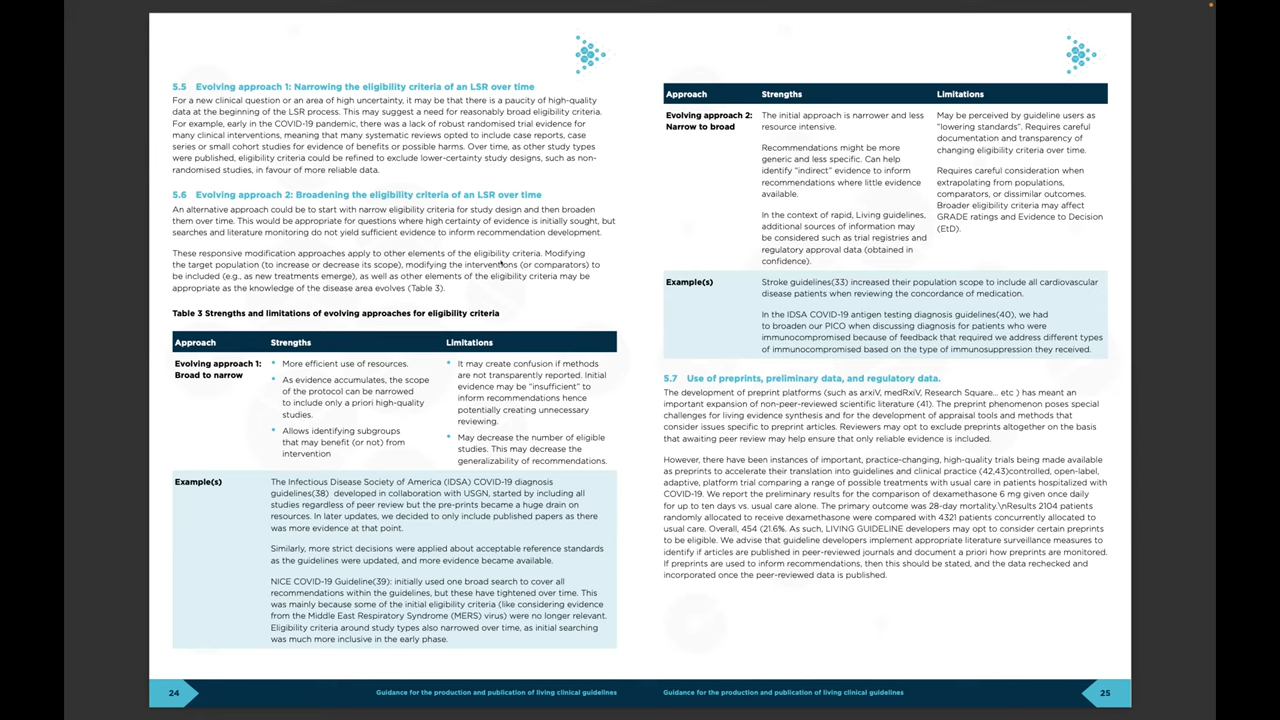 5.5 Evolving approach 1: Narrowing the eligibility criteria of an LSR over time
For a new clinical question or an area of high uncertainty, it may be that there is a paucity of high-quality
data at the beginning of the LSR process. This may suggest a need for reasonably broad eligibility criteria.
For example, early in the COVID-19 pandemic, there was a lack of robust randomised trial evidence for
many clinical interventions, meaning that many systematic reviews opted to include case reports, case
series or small cohort studies for evidence of benefits or possible harms. Over time, as other study types
were published, eligibility criteria could be refined to exclude lower-certainty study designs, such as non-
randomised studies, in favour of more reliable data.
5.6 Evolving approach 2: Broadening the eligibility criteria of an LSR over time
An alternative approach could be to start with narrow eligibility criteria for study design and then broaden
them over time. This would be appropriate for questions where high certainty of evidence is initially sought, but
searches and literature monitoring do not yield sufficient evidence to inform recommendation development.
These responsive modification approaches apply to other elements of the eligibility criteria. Modifying
the target population (to increase or decrease its scope), modifying the interventions (or comparators) to
be included (e.g., as new treatments emerge), as well as other elements of the eligibility criteria may be
appropriate as the knowledge of the disease area evolves (Table 3).
Table 3 Strengths and limitations of evolving approaches for eligibility criteria
Approach Strengths Limitations
Evolving approach 1:
Broad to narrow
• More efficient use of resources.
• As evidence accumulates, the scope
of the protocol can be narrowed
to include only a priori high-quality
studies.
• Allows identifying subgroups
that may benefit (or not) from
intervention
• It may create confusion if methods
are not transparently reported. Initial
evidence may be “insufficient” to
inform recommendations hence
potentially creating unnecessary
reviewing.
• May decrease the number of eligible
studies. This may decrease the
generalizability of recommendations.
Example(s)
The Infectious Disease Society of America (IDSA) COVID-19 diagnosis
guidelines(38) developed in collaboration with USGN, started by including all
studies regardless of peer review but the pre-prints became a huge drain on
resources. In later updates, we decided to only include published papers as there
was more evidence at that point.
Similarly, more strict decisions were applied about acceptable reference standards
as the guidelines were updated, and more evidence became available.
NICE COVID-19 Guideline(39): initially used one broad search to cover all
recommendations within the guidelines, but these have tightened over time. This
was mainly because some of the initial eligibility criteria (like considering evidence
from the Middle East Respiratory Syndrome (MERS) virus) were no longer relevant.
Eligibility criteria around study types also narrowed over time, as initial searching
was much more inclusive in the early phase.
24
Guidance for the production and publication of living clinical guidelines
Approach Strengths Limitations
Evolving approach 2:
Narrow to broad
The initial approach is narrower and less
resource intensive.
Recommendations might be more
generic and less specific. Can help
identify “indirect” evidence to inform
recommendations where little evidence
available.
In the context of rapid, Living guidelines,
additional sources of information may
be considered such as trial registries and
regulatory approval data (obtained in
confidence).
May be perceived by guideline users as
“lowering standards”. Requires careful
documentation and transparency of
changing eligibility criteria over time.
Requires careful consideration when
extrapolating from populations,
comparators, or dissimilar outcomes.
Broader eligibility criteria may affect
GRADE ratings and Evidence to Decision
(EtD).
Example(s)
Stroke guidelines(33) increased their population scope to include all cardiovascular
disease patients when reviewing the concordance of medication.
In the IDSA COVID-19 antigen testing diagnosis guidelines(40), we had
to broaden our PICO when discussing diagnosis for patients who were
immunocompromised because of feedback that required we address different types
of immunocompromised based on the type of immunosuppression they received.
5.7 Use of preprints, preliminary data, and regulatory data.
The development of preprint platforms (such as arxiV, medRxiV, Research Square... etc ) has meant an
important expansion of non-peer-reviewed scientific literature (41). The preprint phenomenon poses special
challenges for living evidence synthesis and for the development of appraisal tools and methods that
consider issues specific to preprint articles. Reviewers may opt to exclude preprints altogether on the basis
that awaiting peer review may help ensure that only reliable evidence is included.
However, there have been instances of important, practice-changing, high-quality trials being made available
as preprints to accelerate their translation into guidelines and clinical practice (42,43)controlled, open-label,
adaptive, platform trial comparing a range of possible treatments with usual care in patients hospitalized with
COVID-19. We report the preliminary results for the comparison of dexamethasone 6 mg given once daily
for up to ten days vs. usual care alone. The primary outcome was 28-day mortality.\nResults 2104 patients
randomly allocated to receive dexamethasone were compared with 4321 patients concurrently allocated to
usual care. Overall, 454 (21.6%. As such, LIVING GUIDELINE developers may opt to consider certain preprints
to be eligible. We advise that guideline developers implement appropriate literature surveillance measures to
identify if articles are published in peer-reviewed journals and document a priori how preprints are monitored.
If preprints are used to inform recommendations, then this should be stated, and the data rechecked and
incorporated once the peer-reviewed data is published.
Guidance for the production and publication of living clinical guidelines
25